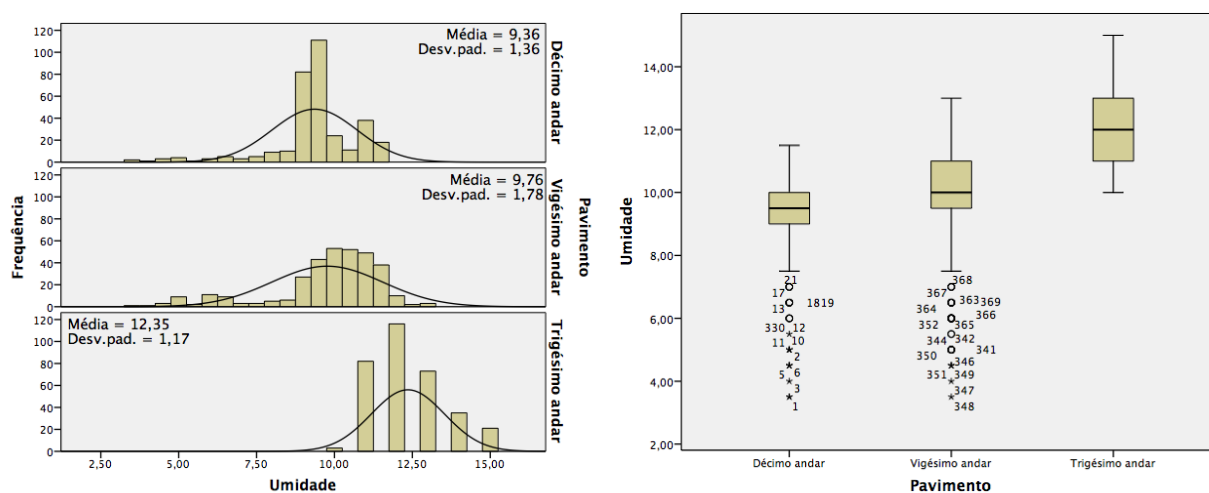 120
100
80
60
40
20
0
Média = 9,36
Desv.pad. = 1,36
Décimo andar
120
100
80
60
40
20
0
Média = 9,76
Desv.pad. = 1,78
Vigésimo andar
120
100
80
60
40
20
0
Média = 12,35
Desv.pad. = 1,17
Trigésimo andar
Frequência
Pavimento
2,50 5,00 7,50 10,00 12,50 15,00
Umidade
Umidade
14,00
12,00
10,00
8,00
6,00
4,00
2,00
21
17
1819
13
330 12
11 10
2
5 6
3
1
368
367 363 369
364 366
352 365
344 342
350 341
346
351 349
347
348
Décimo andar Vigésimo andar Trigésimo andar
Pavimento